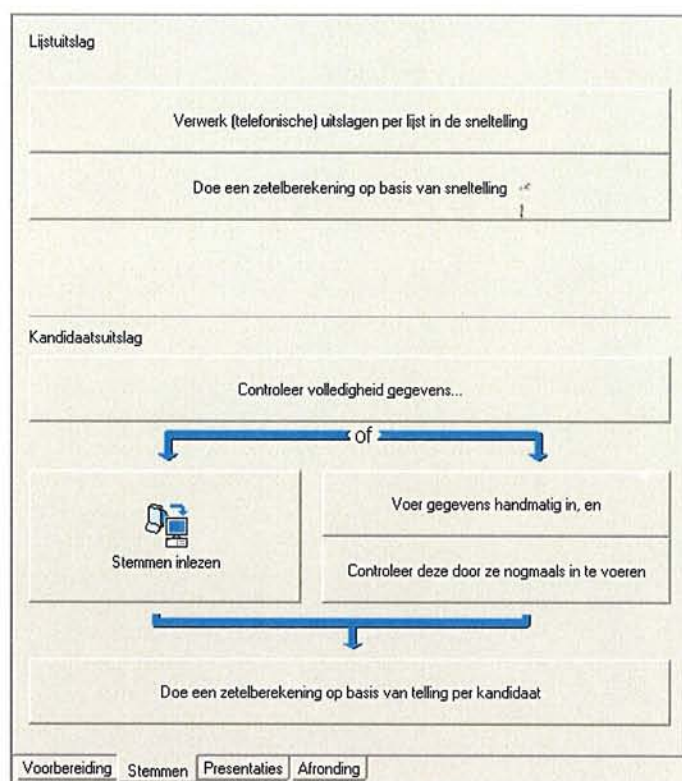 Lijstuitslag
Verwerk (telefonische) uitslagen per lijst in de sneltelling
Doe een zetelberekening op basis van sneltelling
Kandidaatsuitslag
Controleer volledigheid gegevens...
of
Voer gegevens handmatig in, en
Stemmen inlezen
Controleer deze door ze nogmaals in te voeren
Doe een zetelberekening op basis van telling per kandidaat
Voorbereiding Stemmen Presentaties Afronding